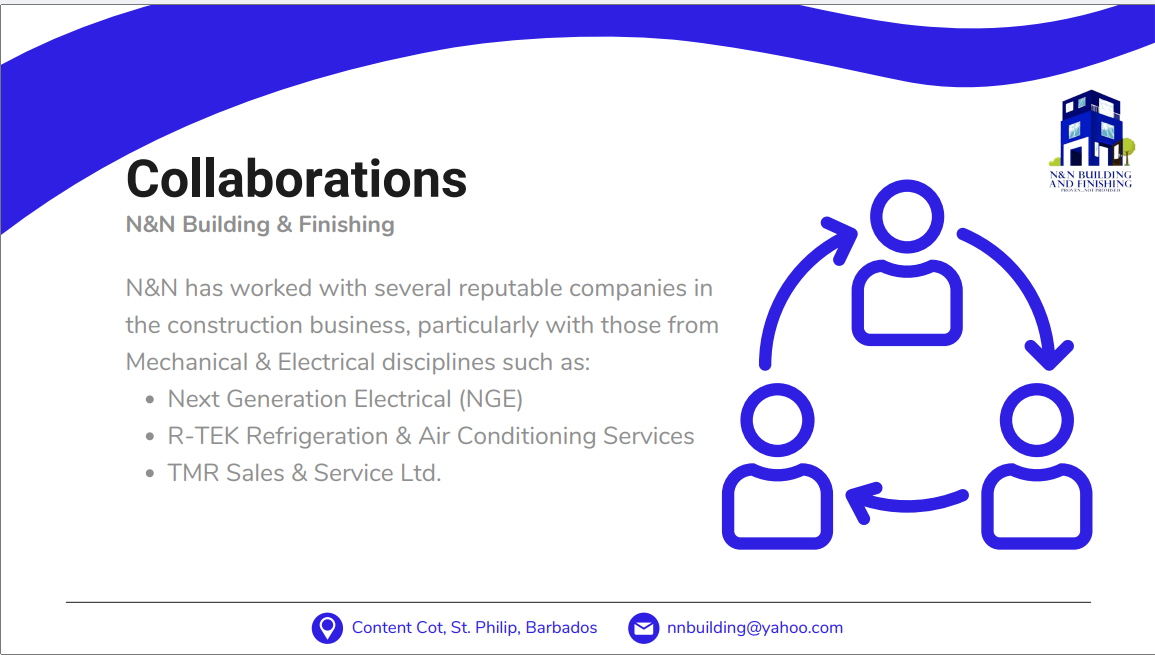 Collaborations
N&N Building & Finishing
N&N has worked with several reputable companies in
the construction business, particularly with those from
Mechanical & Electrical disciplines such as:
• Next Generation Electrical (NGE)
• R-TEK Refrigeration & Air Conditioning Services
• TMR Sales & Service Ltd.
N&N BUILDING
AND FINISHING
PROVEN...NOT PROMISED
Content Cot, St. Philip, Barbados
nnbuilding@yahoo.com